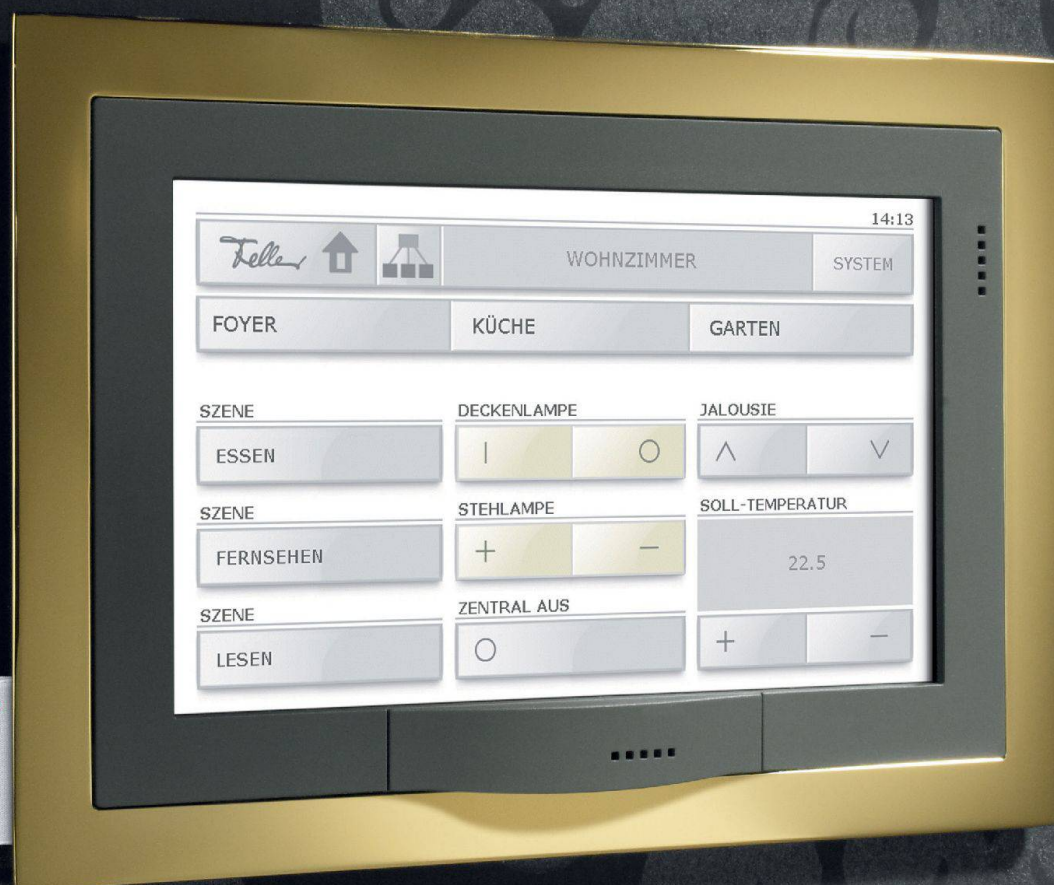 14:13
Feller WOHNZIMMER SYSTEM
FOYER KÜCHE GARTEN
SZENE DECKENLAMPE JALOUSIE
ESSEN I O ∧ ∨
SZENE STEHLAMPE SOLL-TEMPERATUR
FERNSEHEN + − 22.5
SZENE ZENTRAL AUS
LESEN O + −